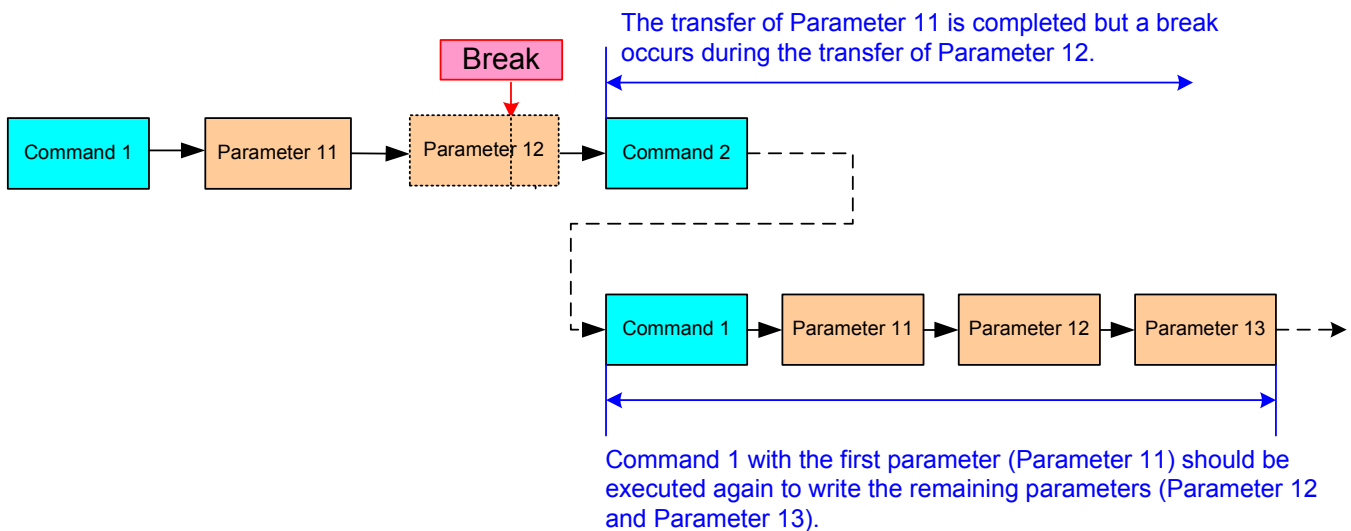 The transfer of Parameter 11 is completed but a break
occurs during the transfer of Parameter 12.
Break
Command 1
Parameter 11
Parameter 12
Command 2
Command 1
Parameter 11
Parameter 12
Parameter 13
Command 1 with the first parameter (Parameter 11) should be
executed again to write the remaining parameters (Parameter 12
and Parameter 13).